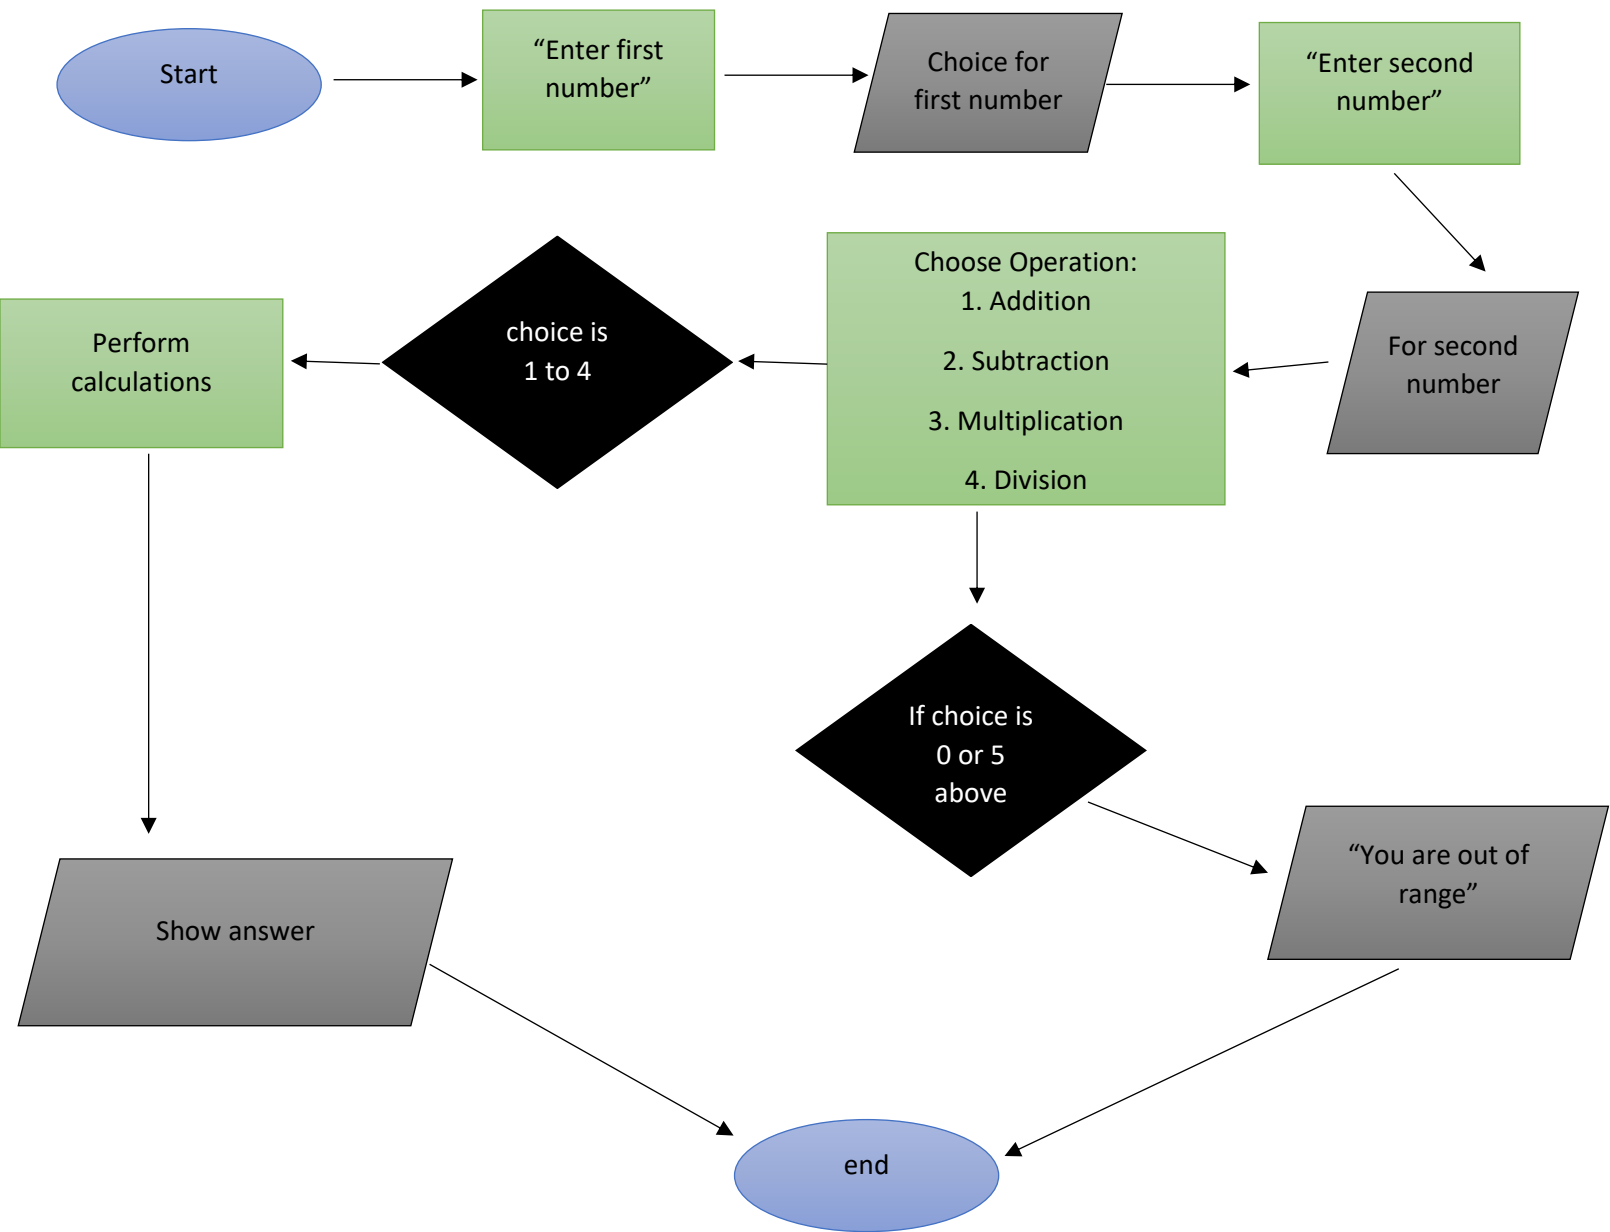 Start
“Enter first
number”
Choice for
first number
“Enter second
number”
For second
number
Choose Operation:
1. Addition
2. Subtraction
3. Multiplication
4. Division
choice is
1 to 4
Perform
calculations
If choice is
0 or 5
above
“You are out of
range”
Show answer
end